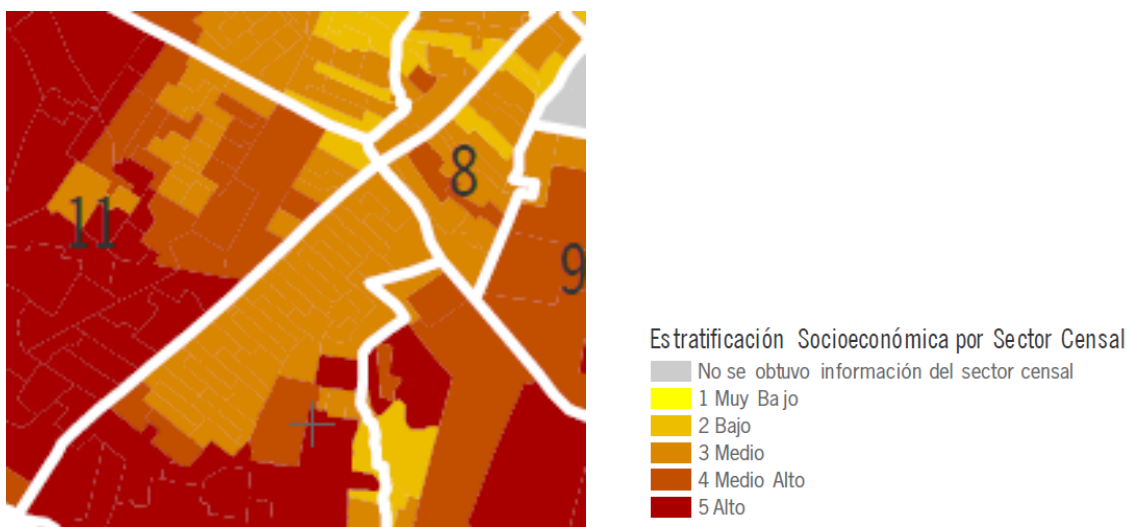 8
11
9
Estratificación Socioeconómica por Sector Censal
No se obtuvo información del sector censal
1 Muy Bajo
2 Bajo
3 Medio
4 Medio Alto
5 Alto